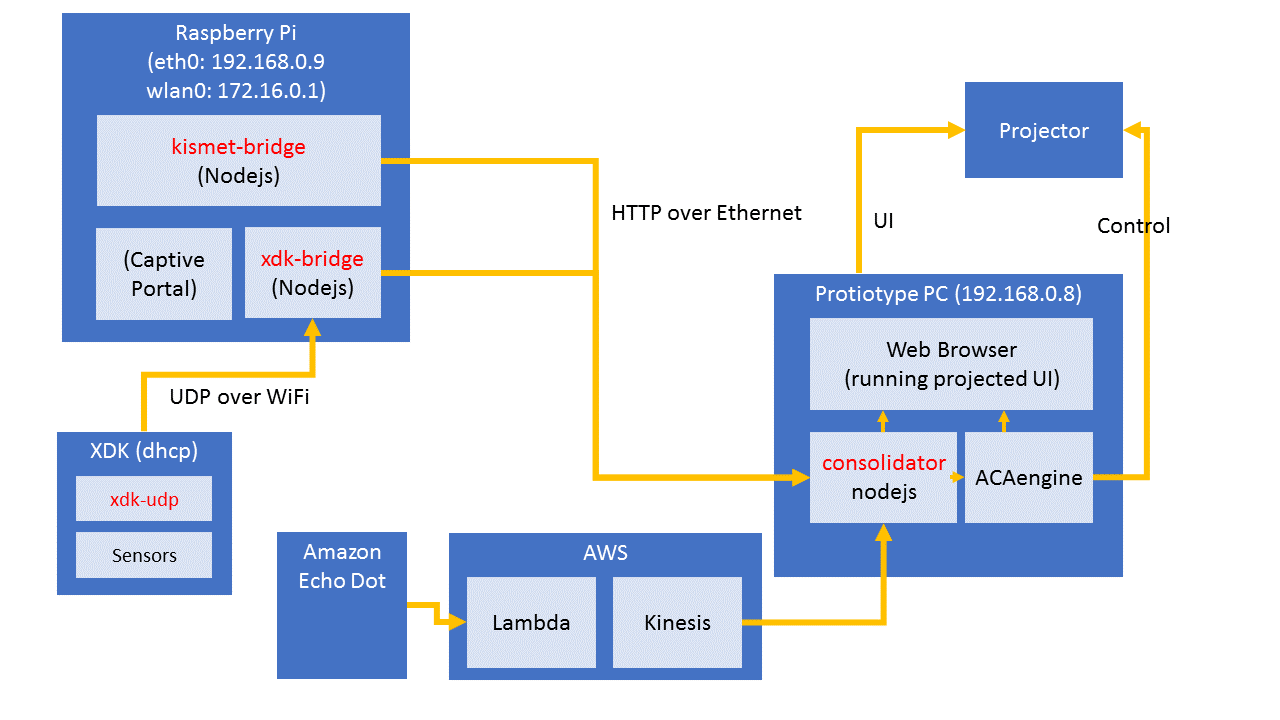 Raspberry Pi
(eth0: 192.168.0.9
wlan0: 172.16.0.1)
kismet-bridge
(Nodejs)
(Captive
Portal)
xdk-bridge
(Nodejs)
UDP over WiFi
XDK (dhcp)
xdk-udp
Sensors
HTTP over Ethernet
Projector
UI
Control
Protiotype PC (192.168.0.8)
Web Browser
(running projected UI)
consolidator
nodejs
ACAengine
Amazon
Echo Dot
AWS
Lambda
Kinesis